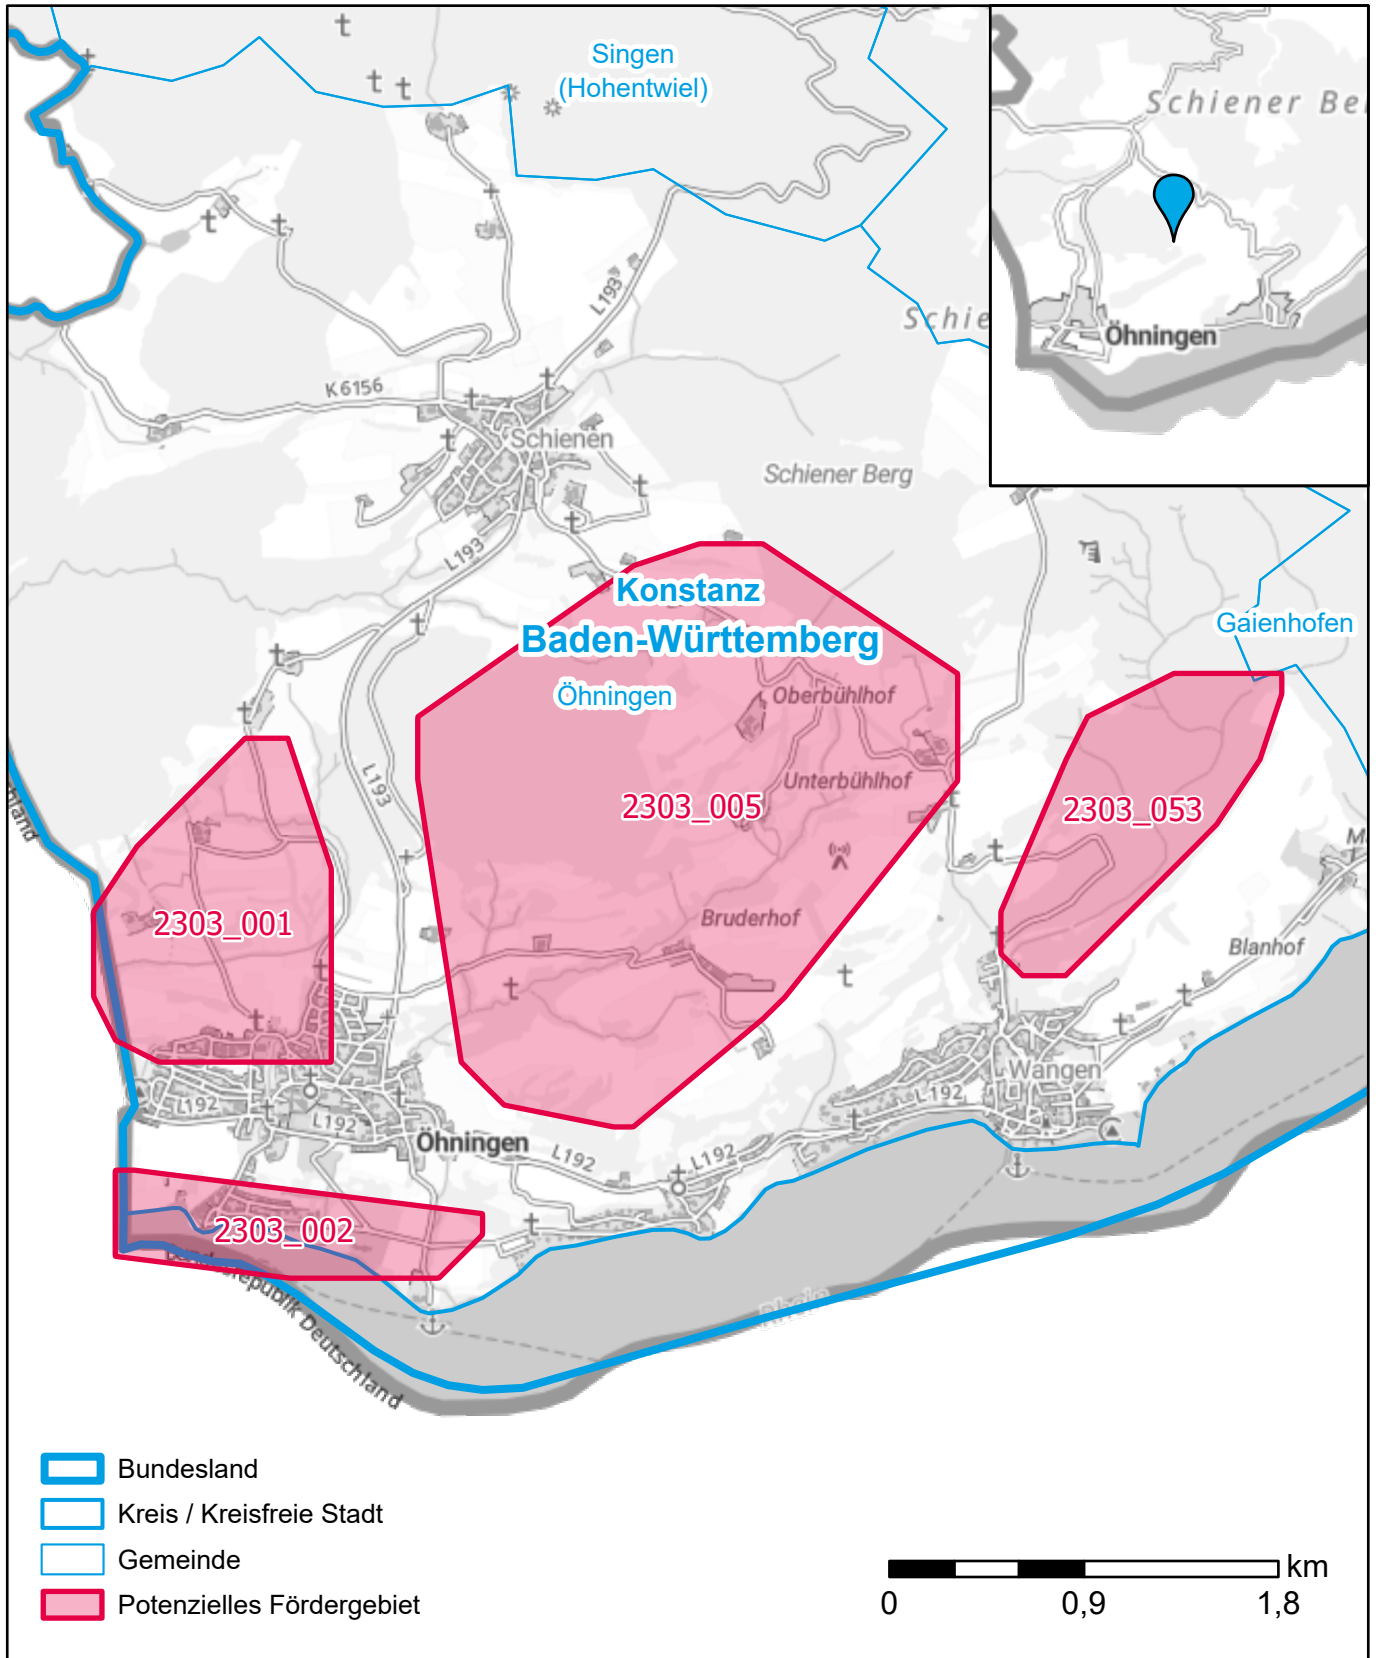 Singen
(Hohentwiel)
Schiener Be
Öhningen
L193
Schie
K 6156
Schienen
Schiener Berg
L193
Konstanz
Baden-Württemberg
Öhningen
Gaienhofen
Oberbühlhof
Unterbühlhof
L193
2303_005
2303_053
hland
2303_001
Bruderhof
Blanhof
Wangen
L192
L192
L192
Öhningen
L192
L192
2303_002
Rhein
Bundesrepublik Deutschland
Bundesland
Kreis / Kreisfreie Stadt
Gemeinde
Potenzielles Fördergebiet
km
0 0,9 1,8